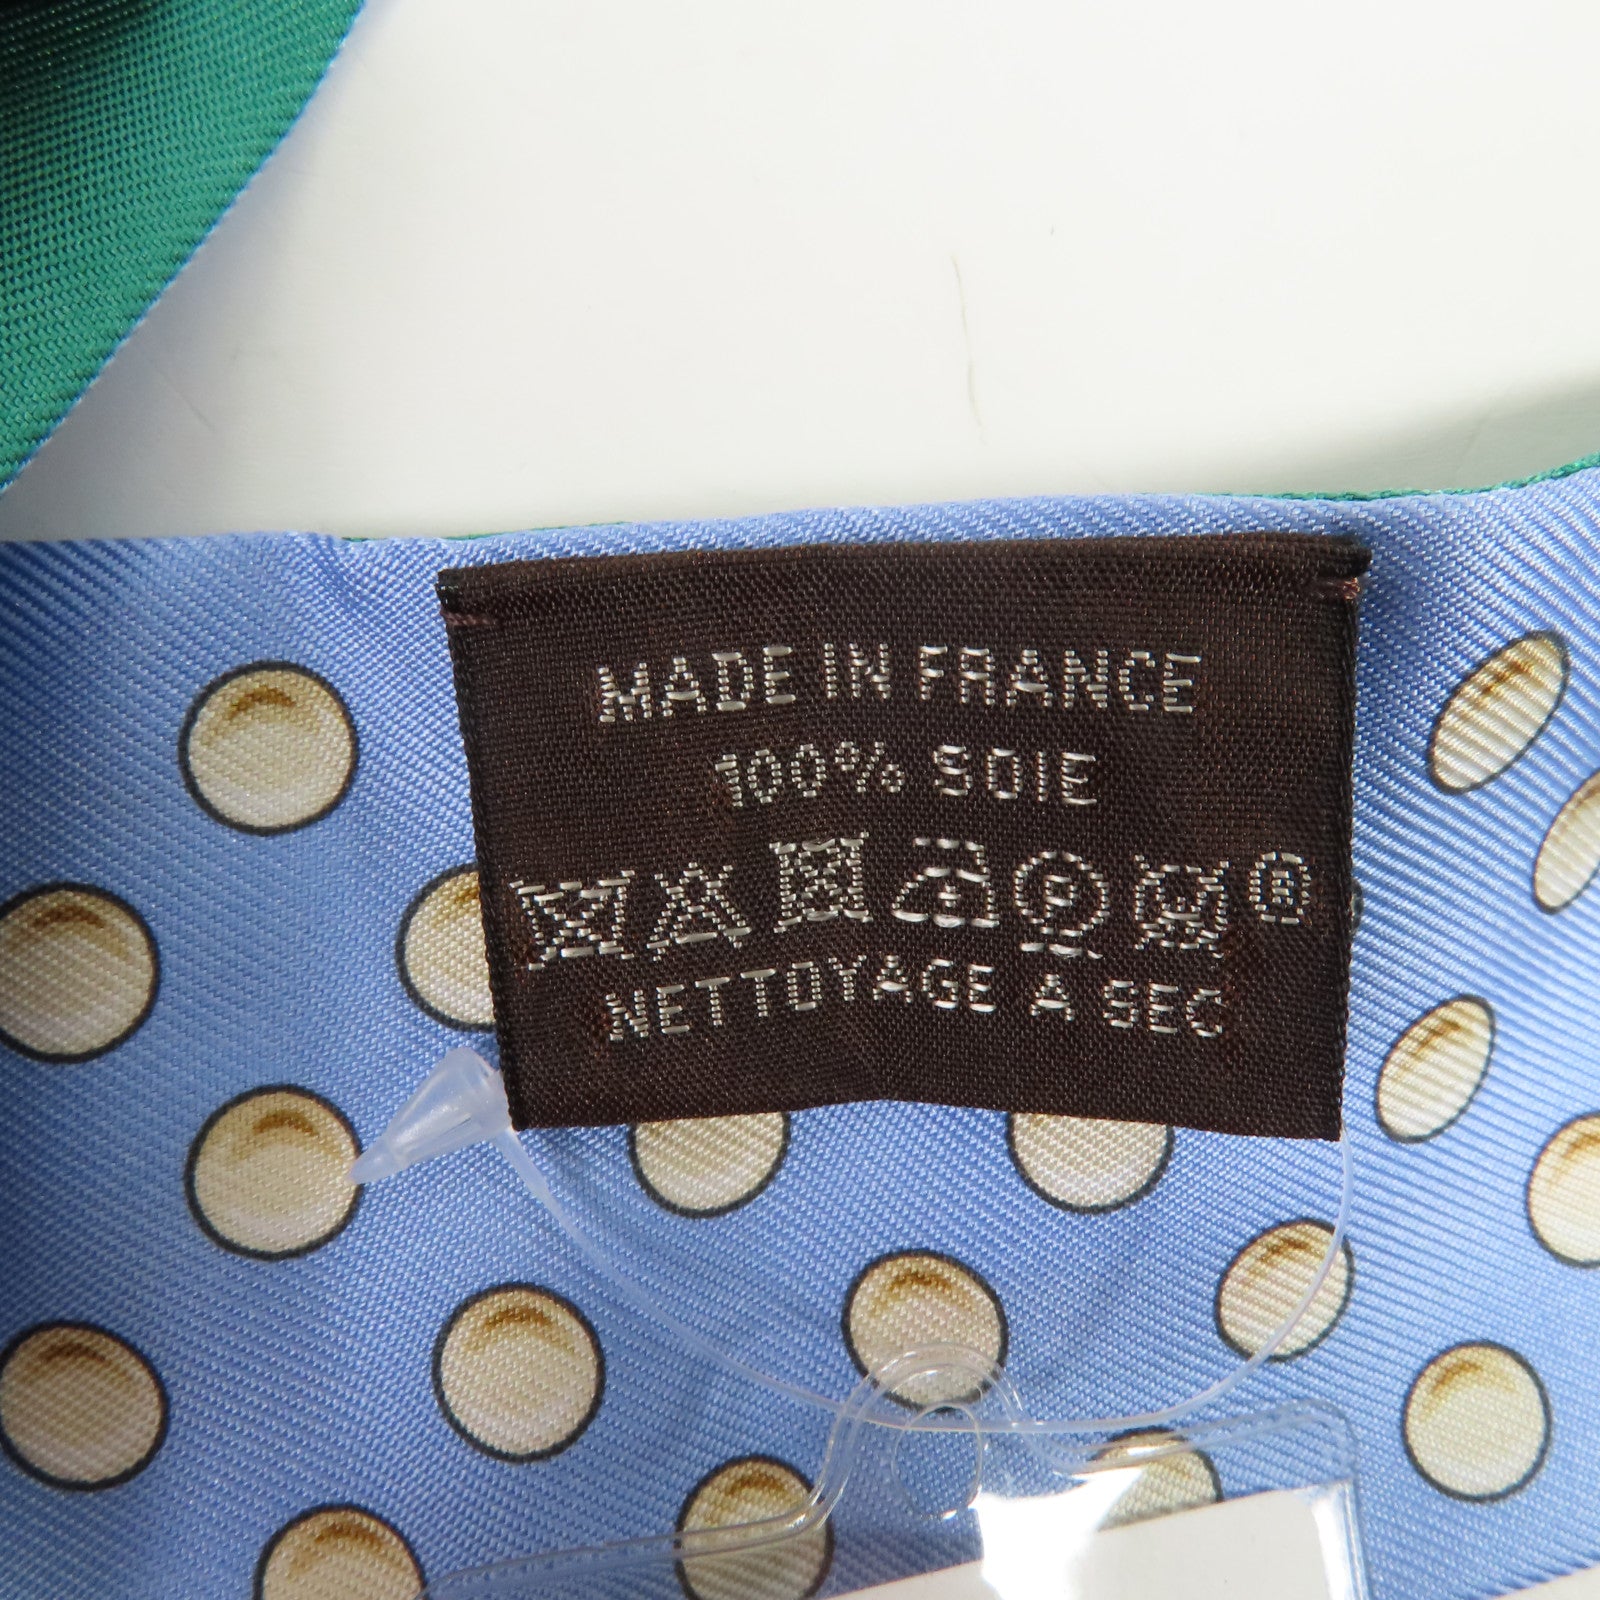 MADE IN FRANCE
100% SOIE
P ®
NETTOYAGE A SEC